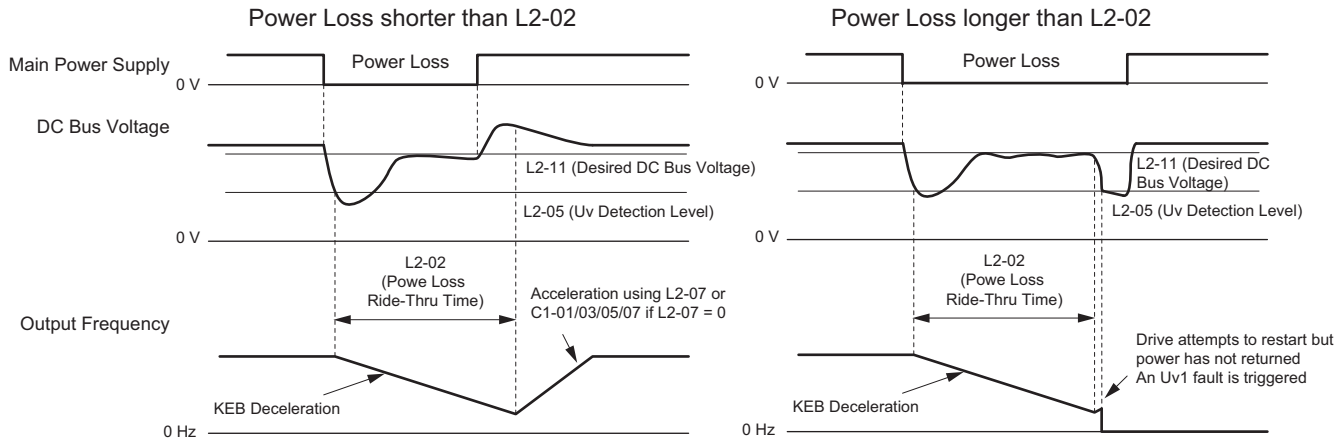 Power Loss shorter than L2-02
Main Power Supply
Power Loss
0 V
DC Bus Voltage
L2-11 (Desired DC Bus Voltage)
L2-05 (Uv Detection Level)
0 V
L2-02
(Powe Loss
Ride-Thru Time)
Acceleration using L2-07 or
C1-01/03/05/07 if L2-07 = 0
Output Frequency
KEB Deceleration
0 Hz
Power Loss longer than L2-02
Power Loss
0 V
L2-11 (Desired DC
Bus Voltage)
L2-05 (Uv Detection Level)
0 V
L2-02
(Powe Loss
Ride-Thru Time)
Drive attempts to restart but
power has not returned
An Uv1 fault is triggered
KEB Deceleration
0 Hz